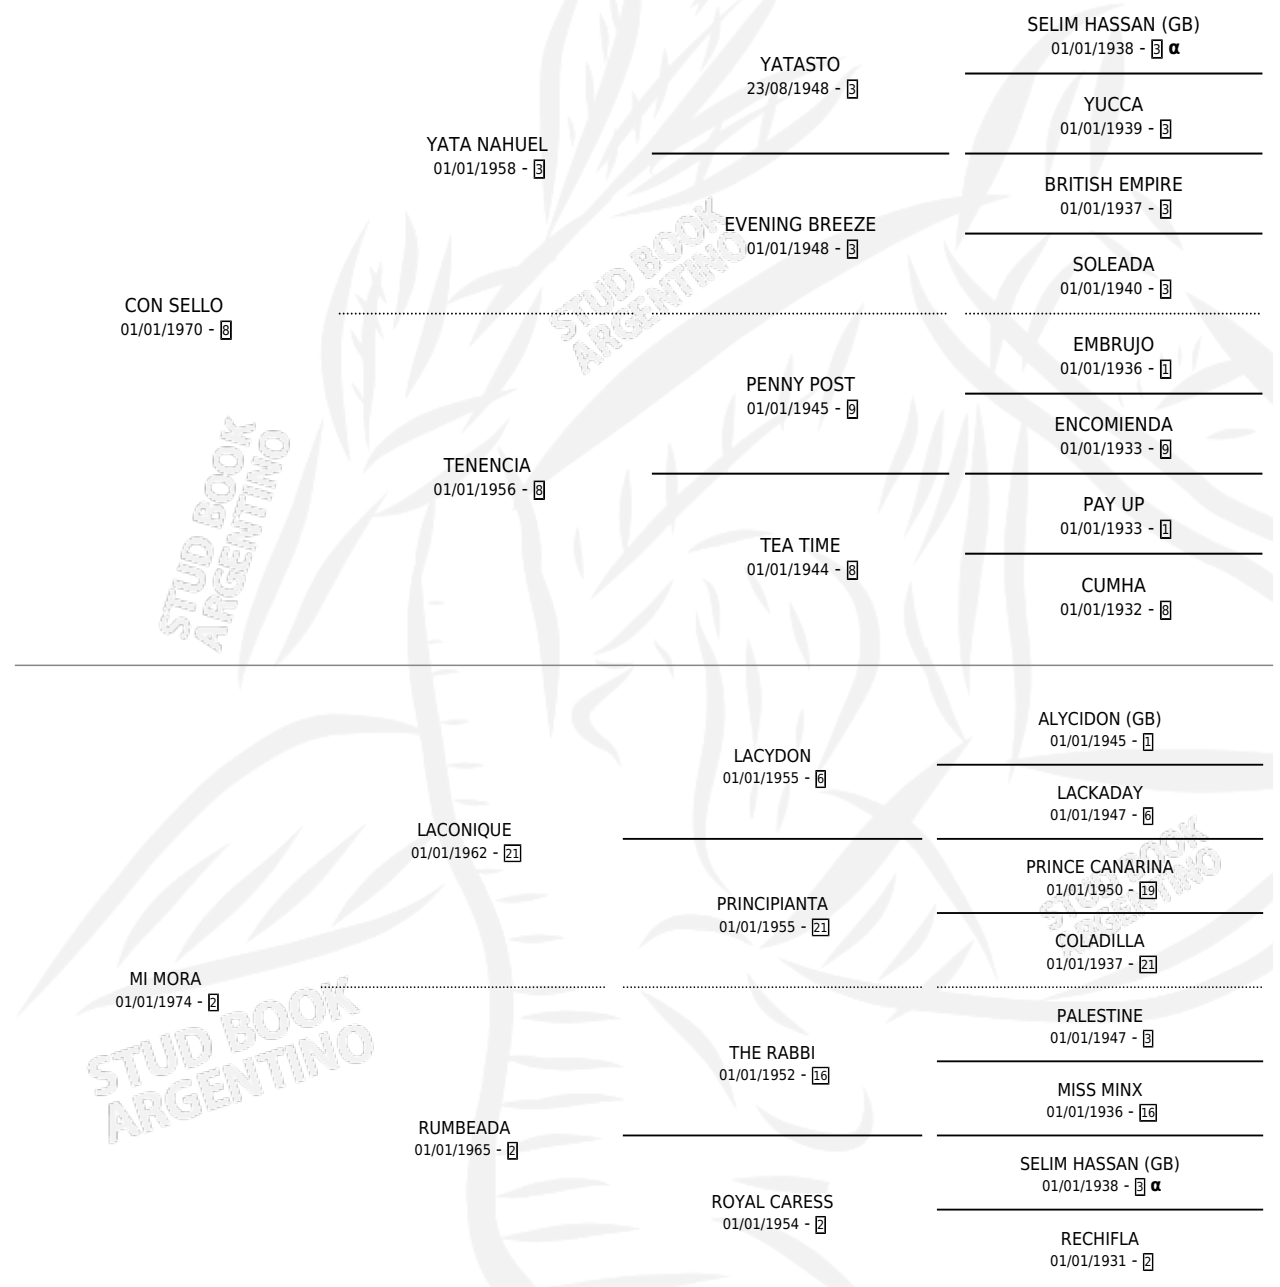 SELIM HASSAN (GB)
01/01/1938 - 3 α
YATASTO
23/08/1948 - 3
YUCCA
01/01/1939 - 3
YATA NAHUEL
01/01/1958 - 3
BRITISH EMPIRE
01/01/1937 - 3
EVENING BREEZE
01/01/1948 - 3
SOLEADA
01/01/1940 - 3
CON SELLO
01/01/1970 - 8
EMBRUJO
01/01/1936 - 1
PENNY POST
01/01/1945 - 9
ENCOMIENDA
01/01/1933 - 9
TENENCIA
01/01/1956 - 8
PAY UP
01/01/1933 - 1
TEA TIME
01/01/1944 - 8
CUMHA
01/01/1932 - 8
STUD BOOK
ARGENTINO
STUD BOOK
ARGENTINO
ALYCIDON (GB)
01/01/1945 - 1
LACYDON
01/01/1955 - 6
LACKADAY
01/01/1947 - 6
LACONIQUE
01/01/1962 - 21
PRINCE CANARINA
01/01/1950 - 19
PRINCIPIANTA
01/01/1955 - 21
COLADILLA
01/01/1937 - 21
MI MORA
01/01/1974 - 2
PALESTINE
01/01/1947 - 3
THE RABBI
01/01/1952 - 16
MISS MINX
01/01/1936 - 16
RUMBEADA
01/01/1965 - 2
SELIM HASSAN (GB)
01/01/1938 - 3 α
ROYAL CARESS
01/01/1954 - 2
RECHIFLA
01/01/1931 - 2
STUD BOOK
ARGENTINO
STUD BOOK
ARGENTINO